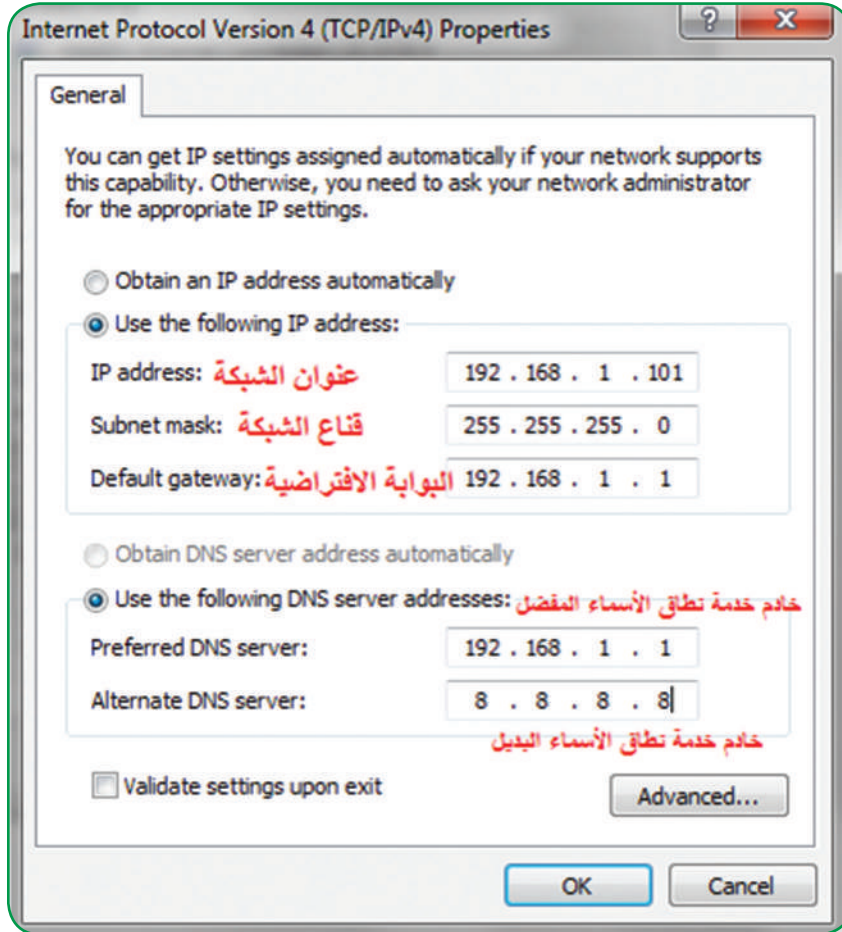 Internet Protocol Version 4 (TCP/IPv4) Properties
General
You can get IP settings assigned automatically if your network supports
this capability. Otherwise, you need to ask your network administrator
for the appropriate IP settings.
Obtain an IP address automatically
Use the following IP address:
IP address: عنوان الشبكة 192 . 168 . 1 . 101
Subnet mask: قناع الشبكة 255 . 255 . 255 . 0
Default gateway: البوابة الافتراضية 192 . 168 . 1 . 1
Obtain DNS server address automatically
Use the following DNS server addresses: خادم خدمة نطاق الأسماء المفضل
Preferred DNS server: 192 . 168 . 1 . 1
Alternate DNS server: 8 . 8 . 8 . 8
خادم خدمة نطاق الأسماء البديل
Validate settings upon exit
Advanced...
OK Cancel